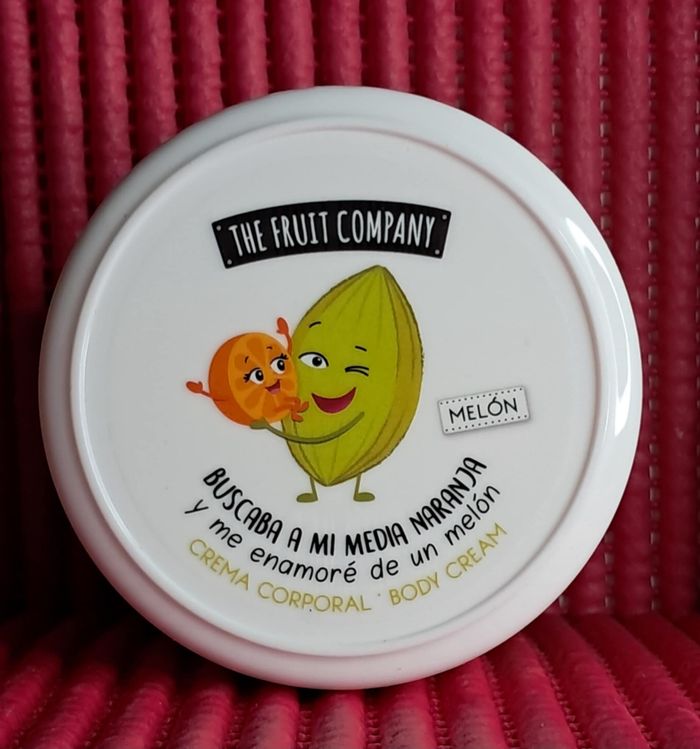 THE FRUIT COMPANY
MELÓN
BUSCABA A MI MEDIA NARANJA
y me enamoré de un melón
CREMA CORPORAL · BODY CREAM